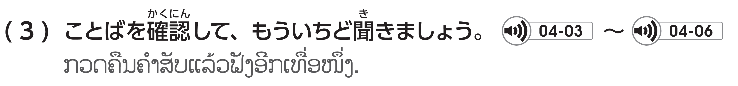 (3) ことばを確認して、もういちど聞きましょう。 04-03 ～ 04-06
ກວດຄືນຄຳສັບແລ້ວຟັງອີກເທື່ອໜຶ່ງ.